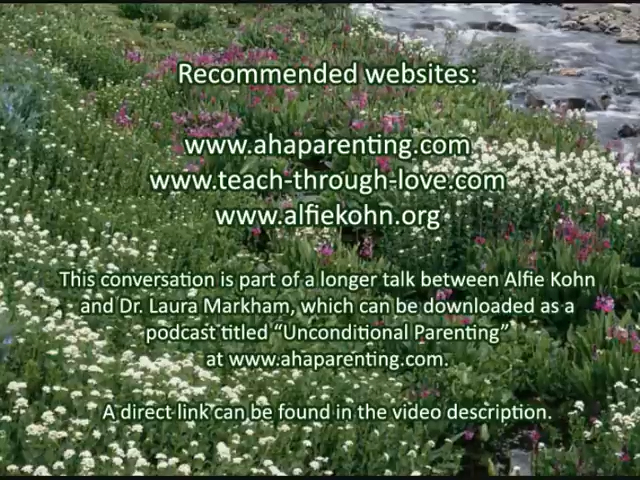 Recommended websites:
www.ahaparenting.com
www.teach-through-love.com
www.alfiekohn.org
This conversation is part of a longer talk between Alfie Kohn
and Dr. Laura Markham, which can be downloaded as a
podcast titled “Unconditional Parenting”
at www.ahaparenting.com.
A direct link can be found in the video description.